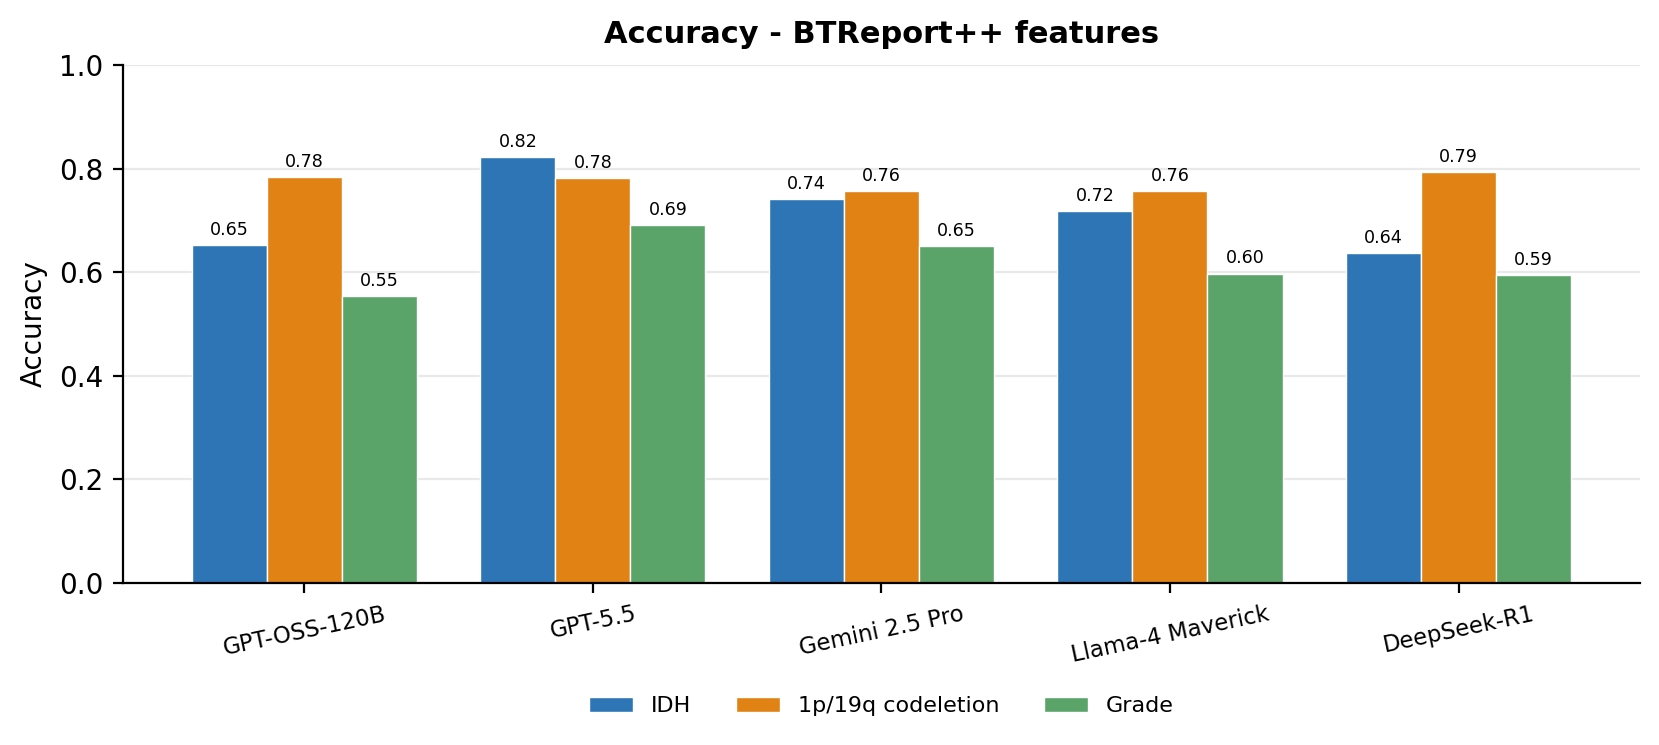 Accuracy - BTReport++ features
Accuracy
1.0
0.8
0.6
0.4
0.2
0.0
0.65
0.78
0.55
0.82
0.78
0.69
0.74
0.76
0.65
0.72
0.76
0.60
0.64
0.79
0.59
GPT-OSS-120B
GPT-5.5
Gemini 2.5 Pro
Llama-4 Maverick
DeepSeek-R1
IDH
1p/19q codeletion
Grade